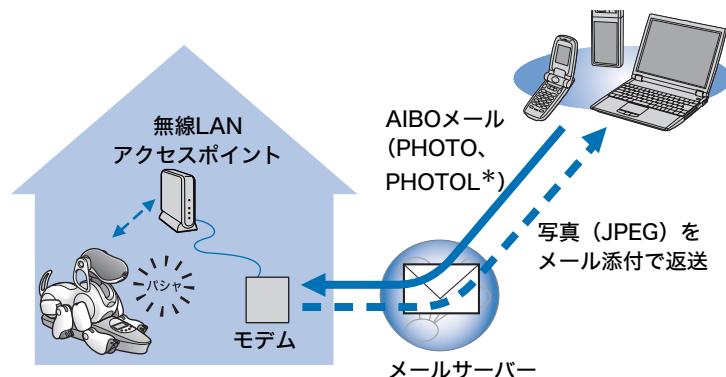 無線LAN
アクセスポイント
パシャ
モデム
AIBOメール
(PHOTO、
PHOTOL*)
写真(JPEG)を
メール添付で返送
メールサーバー